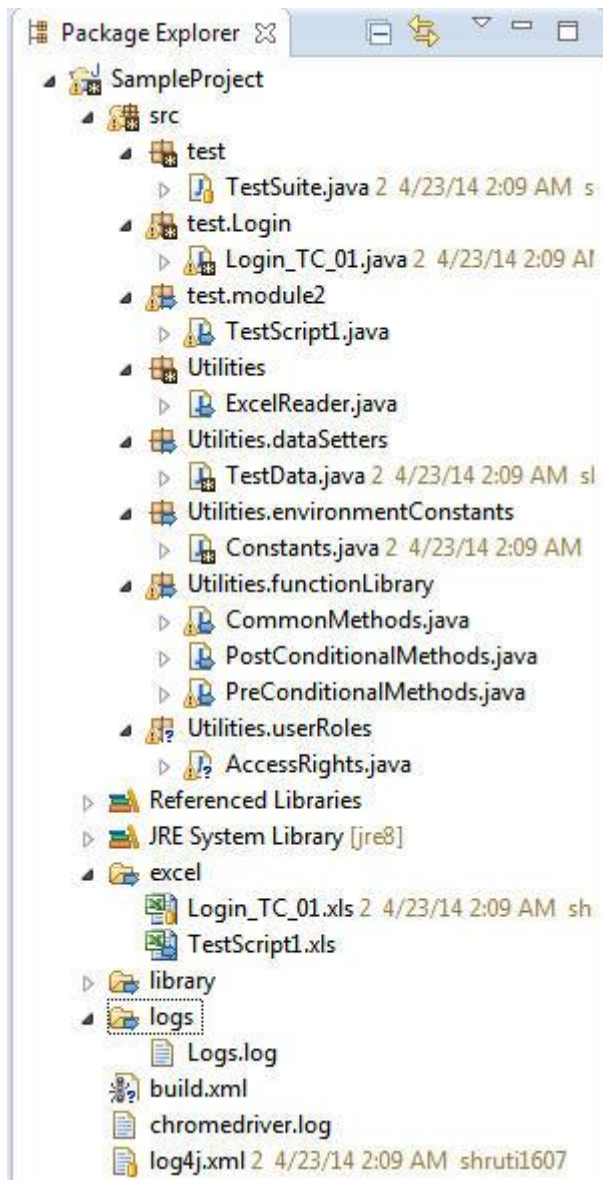 Package Explorer
SampleProject
src
test
TestSuite.java 2 4/23/14 2:09 AM s
test.Login
Login_TC_01.java 2 4/23/14 2:09 AM
test.module2
TestScript1.java
Utilities
ExcelReader.java
Utilities.dataSetters
TestData.java 2 4/23/14 2:09 AM sl
Utilities.environmentConstants
Constants.java 2 4/23/14 2:09 AM
Utilities.functionLibrary
CommonMethods.java
PostConditionalMethods.java
PreConditionalMethods.java
Utilities.userRoles
AccessRights.java
Referenced Libraries
JRE System Library [jre8]
excel
Login_TC_01.xls 2 4/23/14 2:09 AM sh
TestScript1.xls
library
logs
Logs.log
build.xml
chromedriver.log
log4j.xml 2 4/23/14 2:09 AM shruti1607